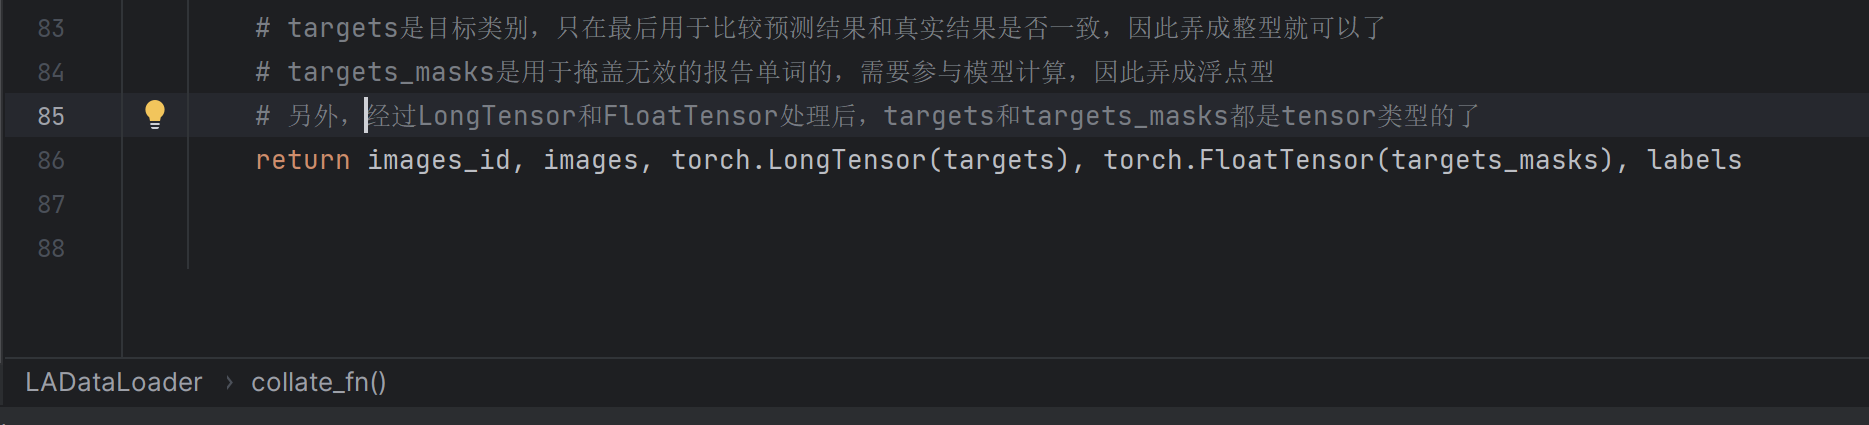 83 # targets是目标类别，只在最后用于比较预测结果和真实结果是否一致，因此弄成整型就可以了
84 # targets_masks是用于掩盖无效的报告单词的，需要参与模型计算，因此弄成浮点型
85 # 另外，经过LongTensor和FloatTensor处理后，targets和targets_masks都是tensor类型的了
86 return images_id, images, torch.LongTensor(targets), torch.FloatTensor(targets_masks), labels
87
88
LADataLoader › collate_fn()